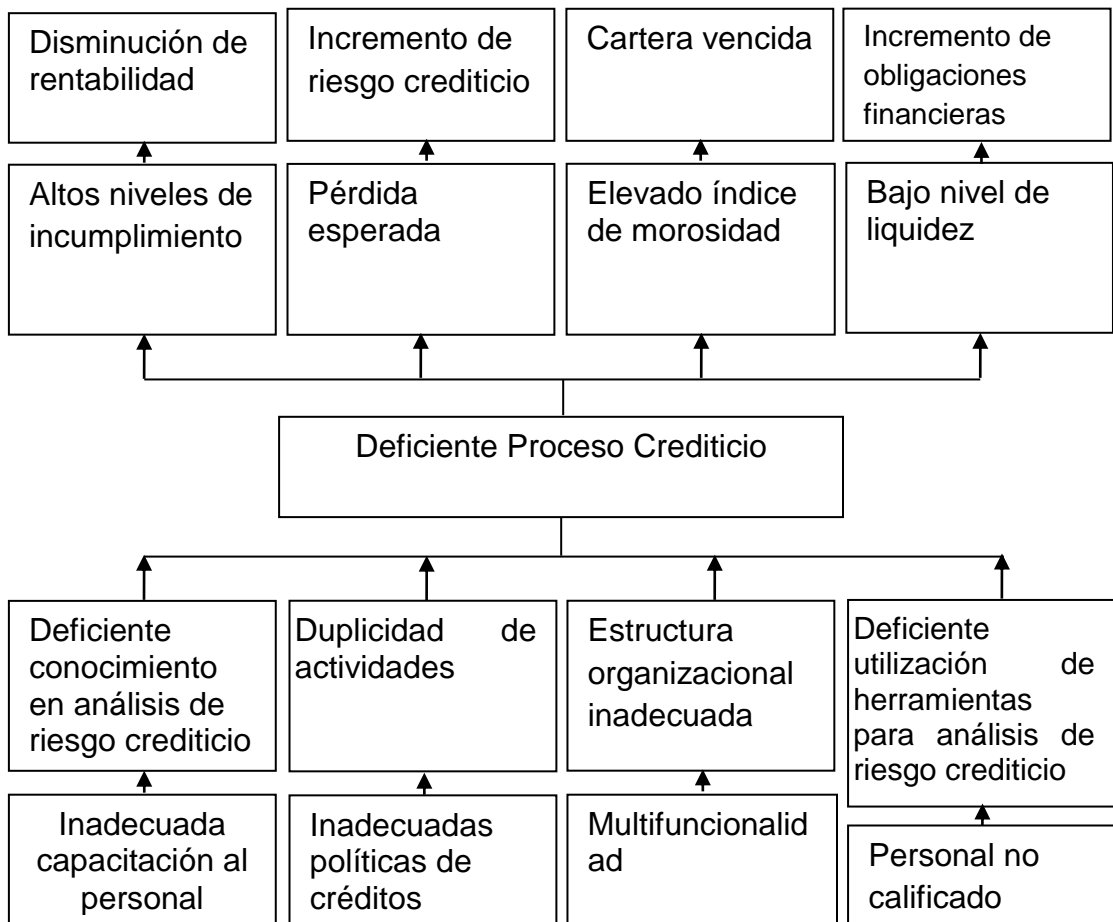 Disminución de
rentabilidad
Incremento de
riesgo crediticio
Cartera vencida
Incremento de
obligaciones
financieras
Altos niveles de
incumplimiento
Pérdida
esperada
Elevado índice
de morosidad
Bajo nivel de
liquidez
Deficiente Proceso Crediticio
Deficiente
conocimiento
en análisis de
riesgo crediticio
Duplicidad de
actividades
Estructura
organizacional
inadecuada
Deficiente
utilización de
herramientas
para análisis de
riesgo crediticio
Inadecuada
capacitación al
personal
Inadecuadas
políticas de
créditos
Multifuncionalid
ad
Personal no
calificado